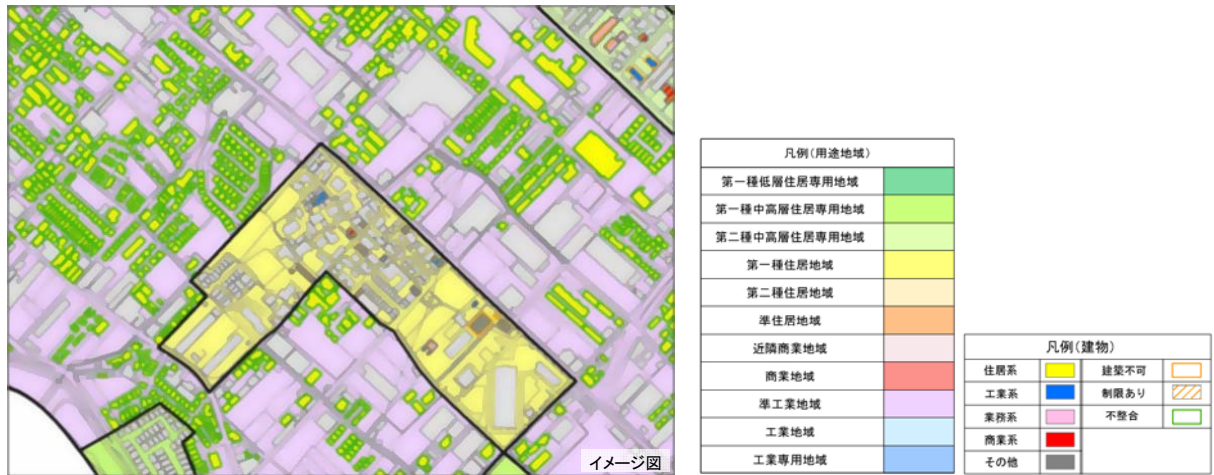 イメージ図
凡例(用途地域)
第一種低層住居専用地域
第一種中高層住居専用地域
第二種中高層住居専用地域
第一種住居地域
第二種住居地域
準住居地域
近隣商業地域
商業地域
準工業地域
工業地域
工業専用地域
凡例(建物)
住居系 建築不可
工業系 制限あり
業務系 不整合
商業系
その他